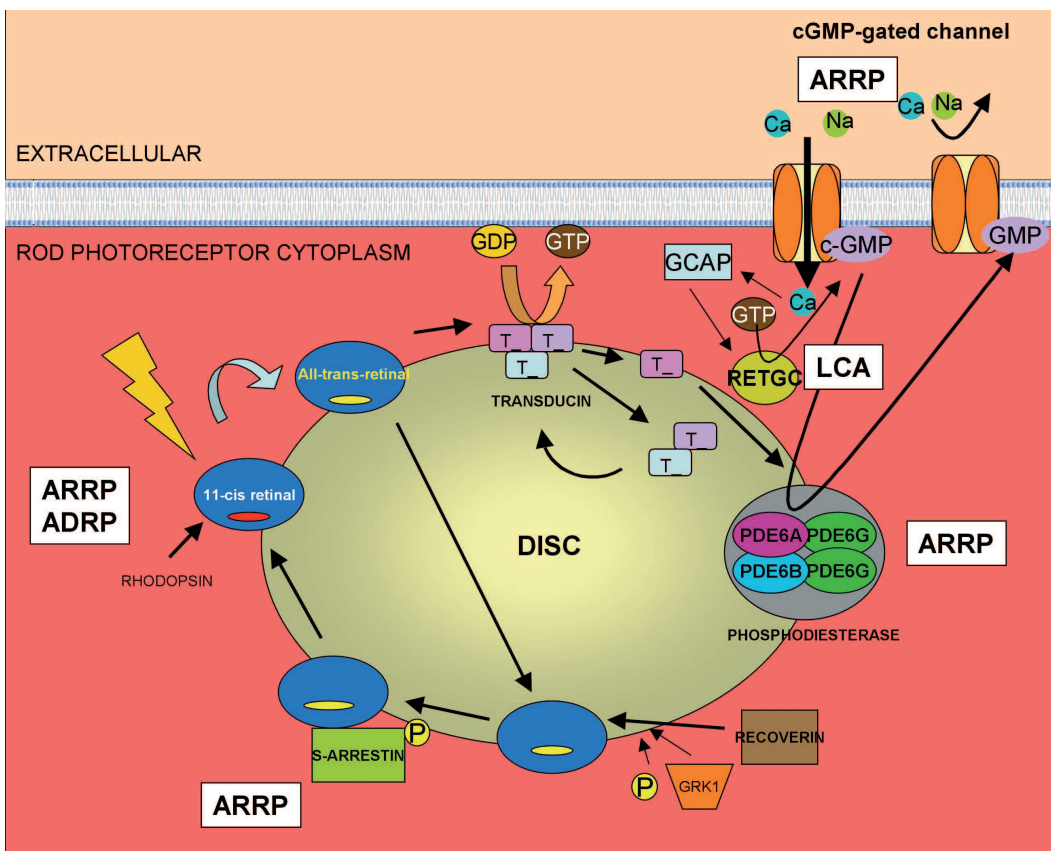 cGMP-gated channel
ARRP
Ca
Na
Ca
Na
EXTRACELLULAR
ROD PHOTORECEPTOR CYTOPLASM
GDP
GTP
GCAP
c-GMP
GMP
Ca
GTP
RETGC
LCA
T_
T_
T_
T_
TRANSDUCIN
All-trans-retinal
T_
T_
ARRP
ADRP
11-cis retinal
RHODOPSIN
DISC
PDE6A
PDE6G
PDE6B
PDE6G
ARRP
PHOSPHODIESTERASE
P
S-ARRESTIN
RECOVERIN
P
GRK1
ARRP